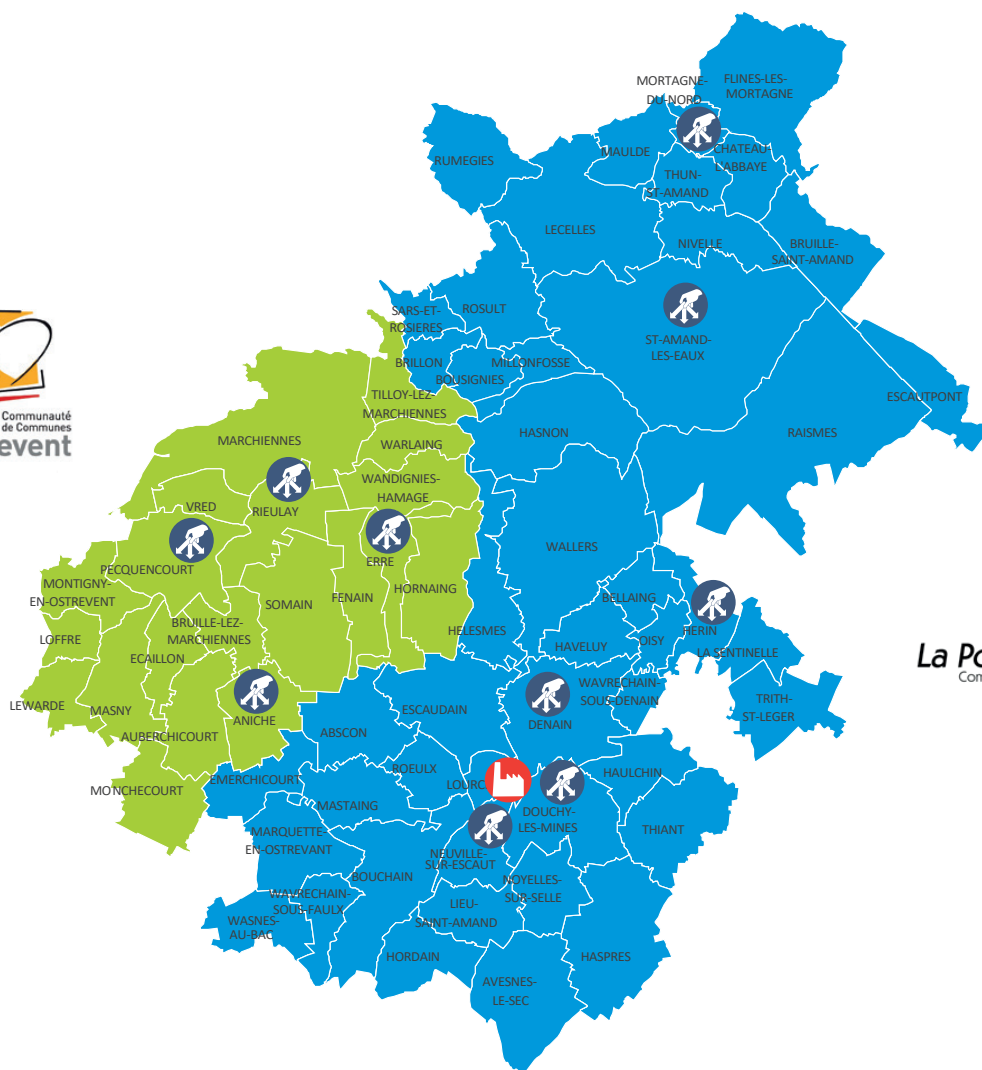 MORTAGNE-
DU-NORD
FLINES-LES-
MORTAGNE
RUMEGIES
MAULDE
CHATEAU-
L'ABBAYE
THUN-
ST-AMAND
LECELLES
NIVELLE
BRUILLE-
SAINT-AMAND
SARS-ET-
ROSIERES
ROSULT
ST-AMAND-
LES-EAUX
BRILLON
BOUSIGNIES
MILLONFOSSE
ESCAUTPONT
Communauté
de Communes
event
TILLOY-LEZ-
MARCHIENNES
MARCHIENNES
WARLAING
HASNON
RAISMES
WANDIGNIES-
HAMAGE
VRED
RIEULAY
WALLERS
PECQUENCOURT
ERRE
MONTIGNY-
EN-OSTREVENT
SOMAIN
FENAIN
HORNAING
BELLAING
BRUILLE-LEZ-
MARCHIENNES
HELESMES
HERIN
LOFFRE
ECAILLON
HAVELUY
OISY
LA SENTINELLE
La Po
Com
LEWARDE
MASNY
ANICHE
ESCAUDAIN
WAVRECHAIN-
SOUS-DENAIN
DENAIN
TRITH-
ST-LEGER
AUBERCHICOURT
ABSCON
MONCHECOURT
EMERCHICOURT
ROEULX
LOURC
HAULCHIN
MASTAING
DOUCHY-
LES-MINES
THIANT
MARQUETTE-
EN-OSTREVANT
NEUVILLE-
SUR-ESCAUT
BOUCHAIN
NOYELLES-
SUR-SELLE
WAVRECHAIN-
SOUS-FAULX
LIEU-
SAINT-AMAND
WASNES-
AU-BAC
HORDAIN
HASPRES
AVESNES-
LE-SEC